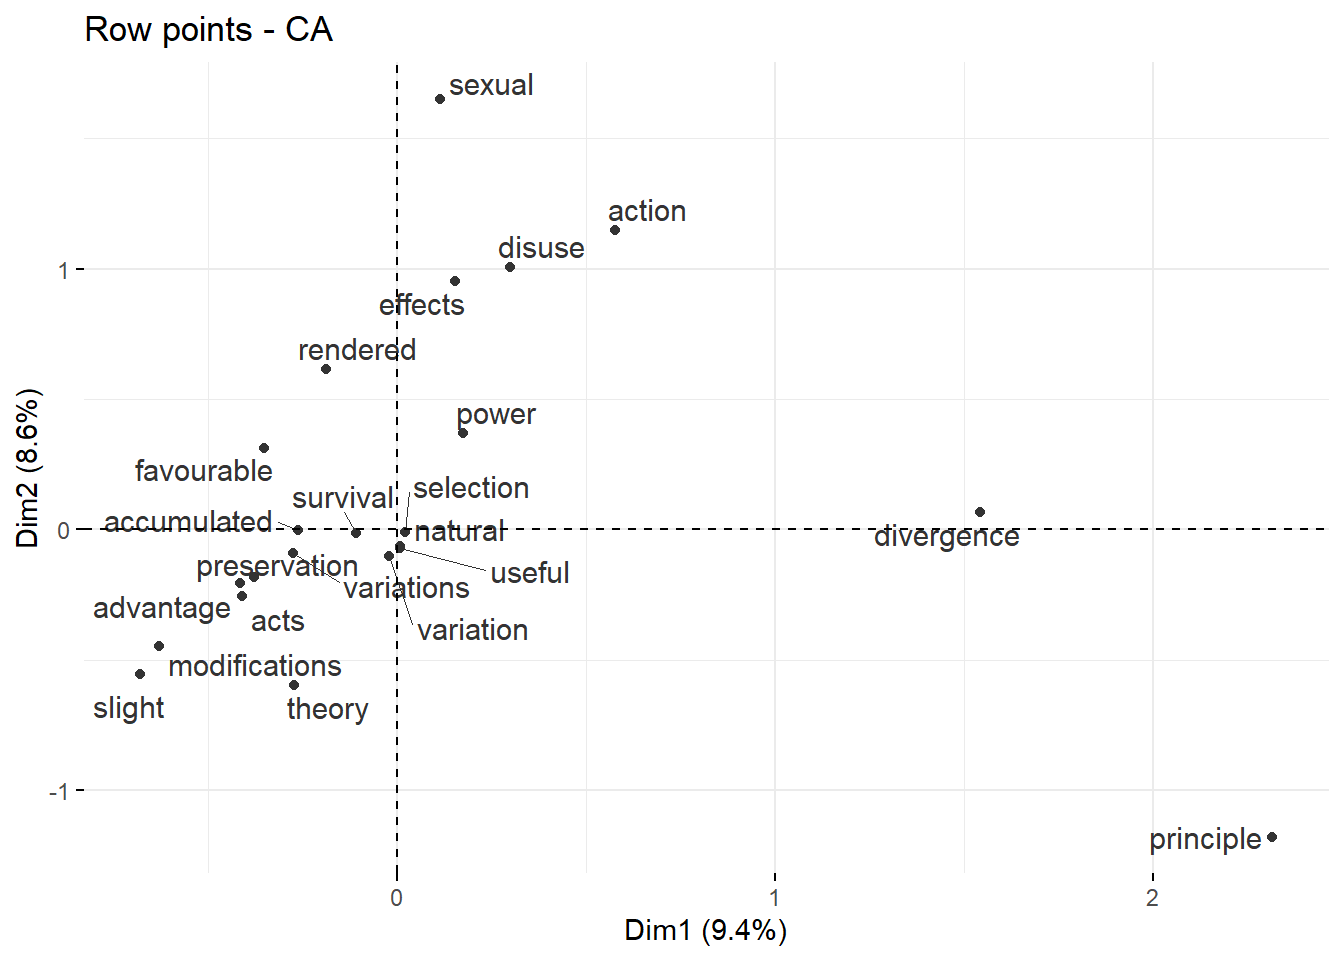 Row points - CA
sexual
action
disuse
effects
rendered
power
favourable
selection
survival
accumulated
natural
divergence
preservation
useful
variations
advantage
acts
variation
modifications
slight
theory
principle
1
0
-1
0
1
2
Dim2 (8.6%)
Dim1 (9.4%)